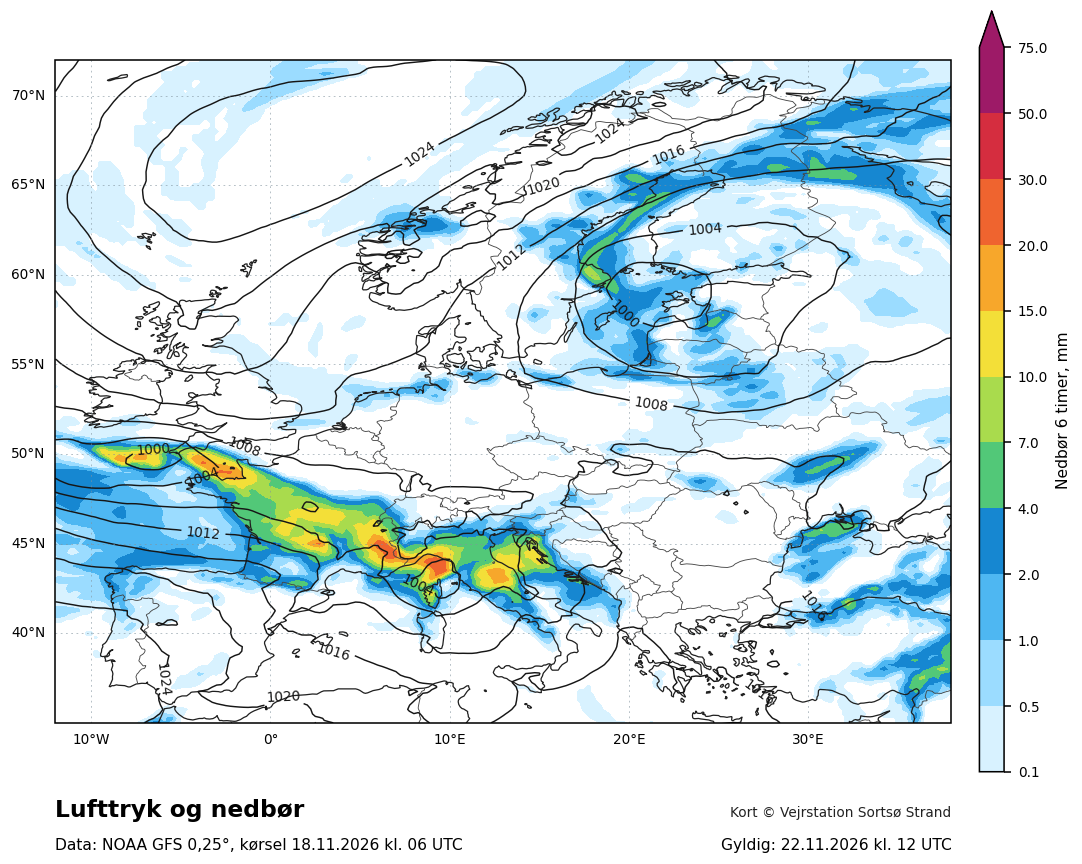 75.0
50.0
30.0
20.0
15.0
10.0
7.0
4.0
2.0
1.0
0.5
0.1
Nedbør 6 timer, mm
70°N
65°N
60°N
55°N
50°N
45°N
40°N
10°W
0°
10°E
20°E
30°E
1024
1024
1016
1020
1012
1004
1000
1008
1008
1000
1004
1012
1004
1016
1016
1024
1020
Lufttryk og nedbør
Kort © Vejrstation Sortsø Strand
Data: NOAA GFS 0,25°, kørsel 18.11.2026 kl. 06 UTC
Gyldig: 22.11.2026 kl. 12 UTC